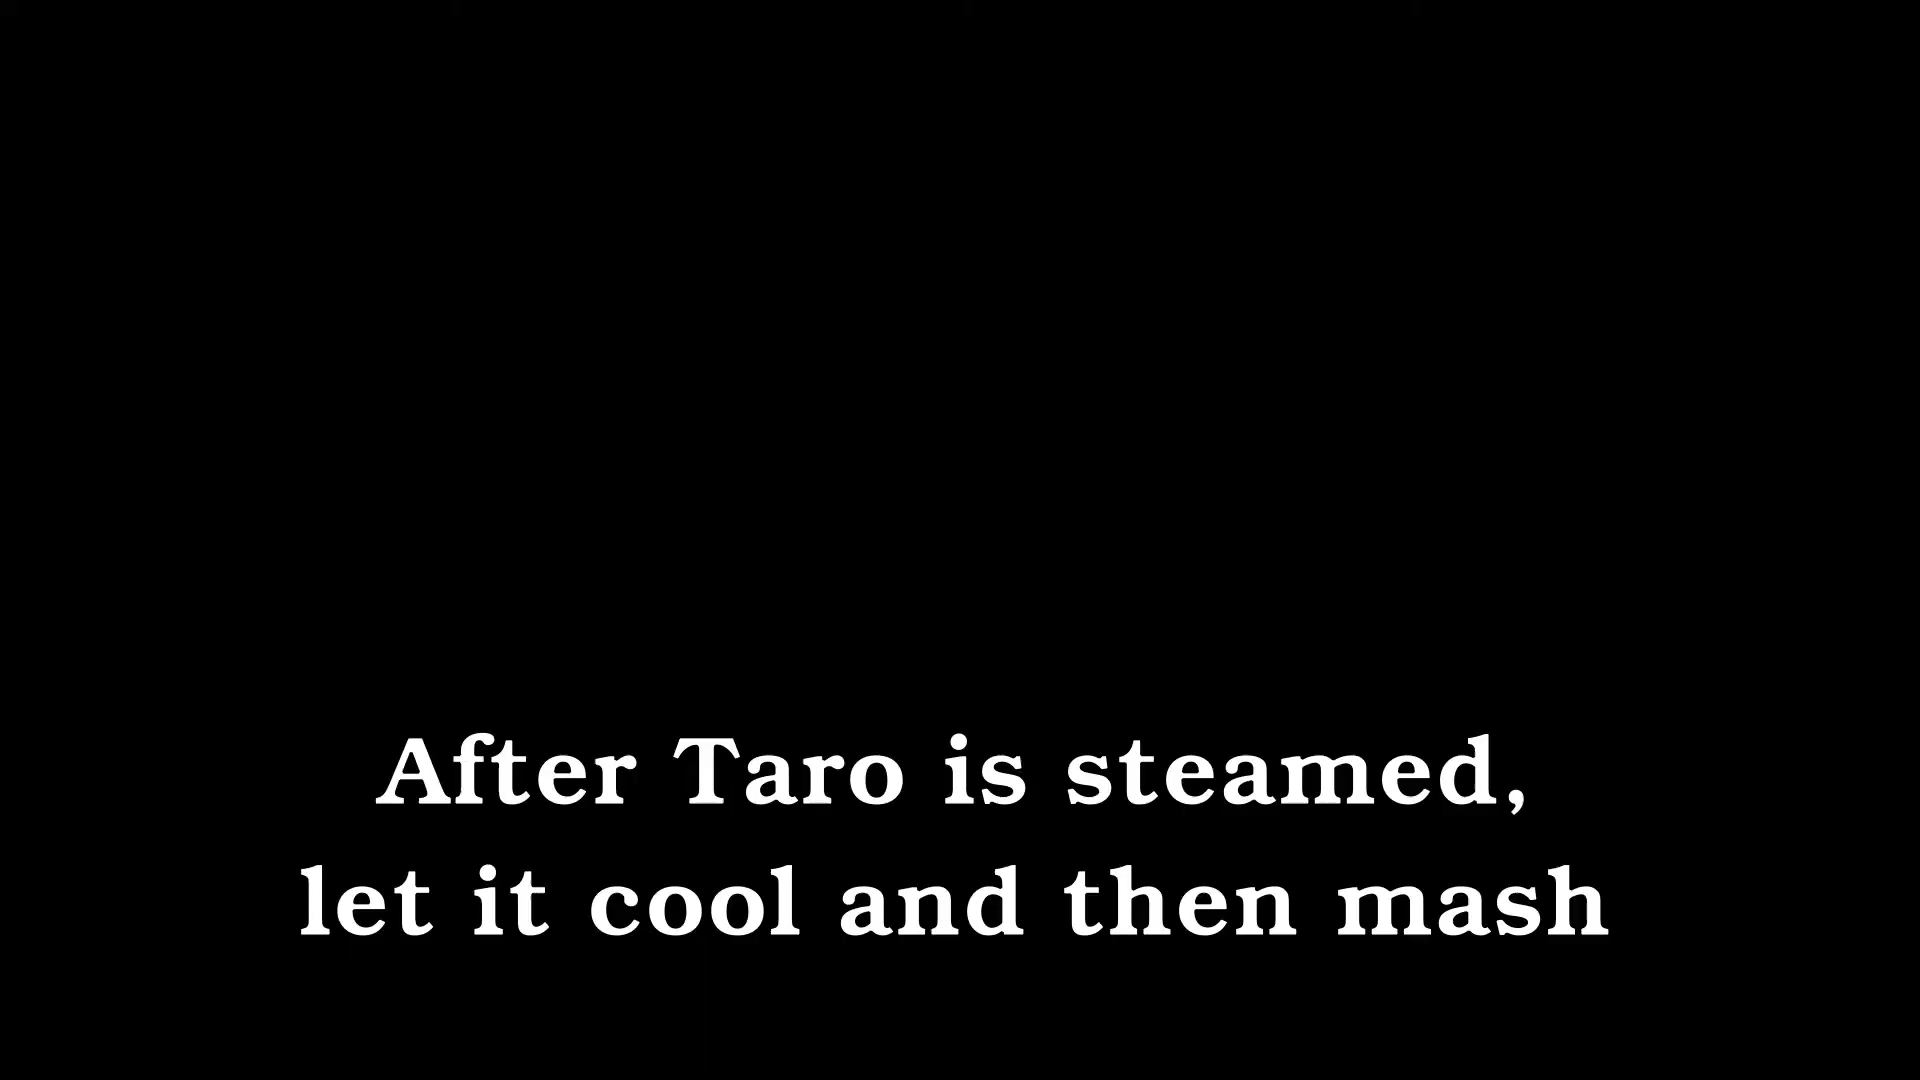 After Taro is steamed,
let it cool and then mash